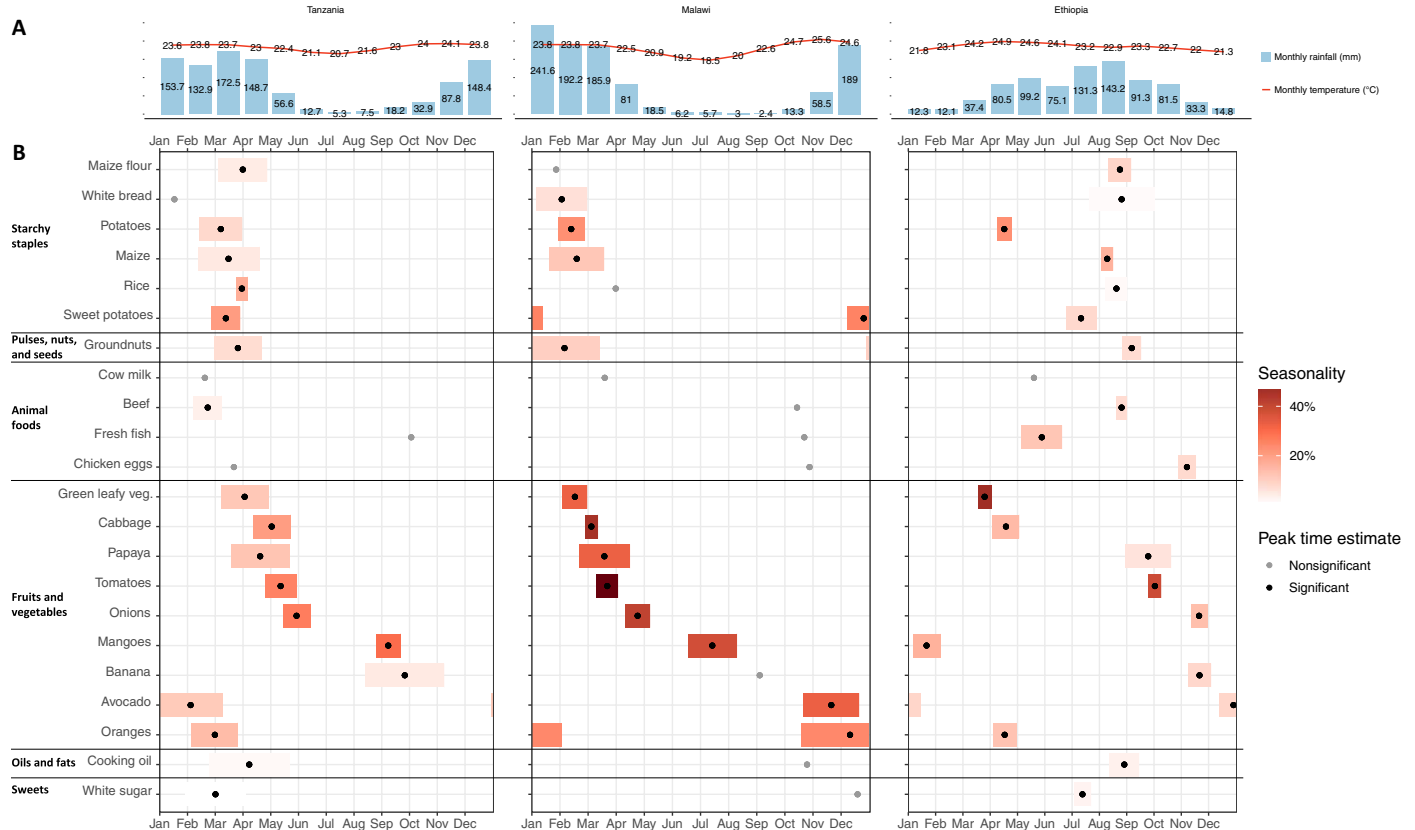 Tanzania Malawi Ethiopia
A
23.6 23.8 23.7 23 22.4 21.1 20.7 21.6 23 24 24.1 23.8
153.7 132.9 172.5 148.7 56.6 12.7 5.3 7.5 18.2 32.9 87.8 148.4
23.8 23.8 23.7 22.5 20.9 19.2 18.5 20 22.6 24.7 25.6 24.6
241.6 192.2 185.9 81 18.5 6.2 5.7 3 2.4 13.3 58.5 189
21.8 23.1 24.2 24.9 24.6 24.1 23.2 22.9 23.3 22.7 22 21.3
12.3 12.1 37.4 80.5 99.2 75.1 131.3 143.2 91.3 81.5 33.3 14.8
Monthly rainfall (mm)
Monthly temperature (°C)
B
Jan Feb Mar Apr May Jun Jul Aug Sep Oct Nov Dec Jan Feb Mar Apr May Jun Jul Aug Sep Oct Nov Dec Jan Feb Mar Apr May Jun Jul Aug Sep Oct Nov Dec
Starchy
staples
Maize flour
White bread
Potatoes
Maize
Rice
Sweet potatoes
Pulses, nuts,
and seeds
Groundnuts
Animal
foods
Cow milk
Beef
Fresh fish
Chicken eggs
Fruits and
vegetables
Green leafy veg.
Cabbage
Papaya
Tomatoes
Onions
Mangoes
Banana
Avocado
Oranges
Oils and fats
Cooking oil
Sweets
White sugar
Jan Feb Mar Apr May Jun Jul Aug Sep Oct Nov Dec Jan Feb Mar Apr May Jun Jul Aug Sep Oct Nov Dec Jan Feb Mar Apr May Jun Jul Aug Sep Oct Nov Dec
Seasonality
40%
20%
Peak time estimate
Nonsignificant
Significant